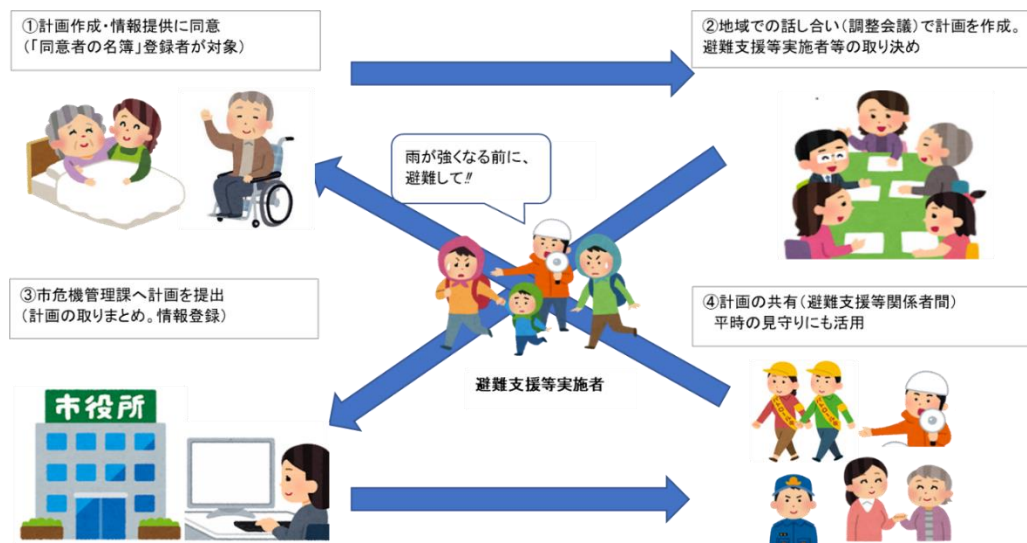 ①計画作成・情報提供に同意
(「同意者の名簿」登録者が対象)
②地域での話し合い(調整会議)で計画を作成。
避難支援等実施者等の取り決め
雨が強くなる前に、
避難して!!
③市危機管理課へ計画を提出
(計画の取りまとめ。情報登録)
④計画の共有(避難支援等関係者間)
平時の見守りにも活用
避難支援等実施者
市役所